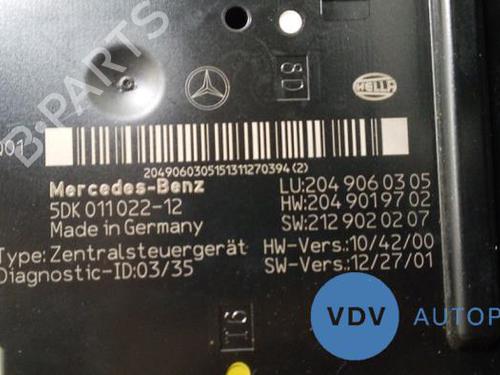 8D
HELLA
001
2049060305151311270394(2)
Mercedes-Benz
5DK 011 022-12
Made in Germany
Type: Zentralsteuergerät
Diagnostic-ID:03/35
LU:204 906 03 05
HW:204 901 97 02
SW:212 902 02 07
HW-Vers.:10/42/00
SW-Vers.:12/27/01
B-PARTS
VDV
AUTOP